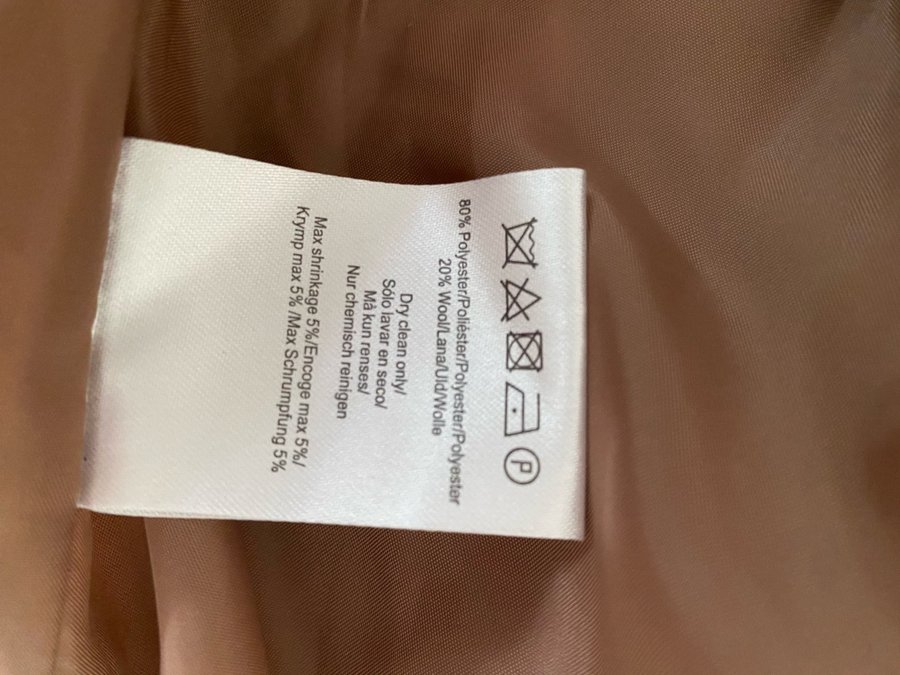 P
80% Polyester/Poliéster/Polyester/Polyester
20% Wool/Lana/Uld/Wolle
Dry clean only/
Sólo lavar en seco/
Må kun renses/
Nur chemisch reinigen
Max shrinkage 5%/Encoge max 5%/
Krymp max 5% /Max Schrumpfung 5%